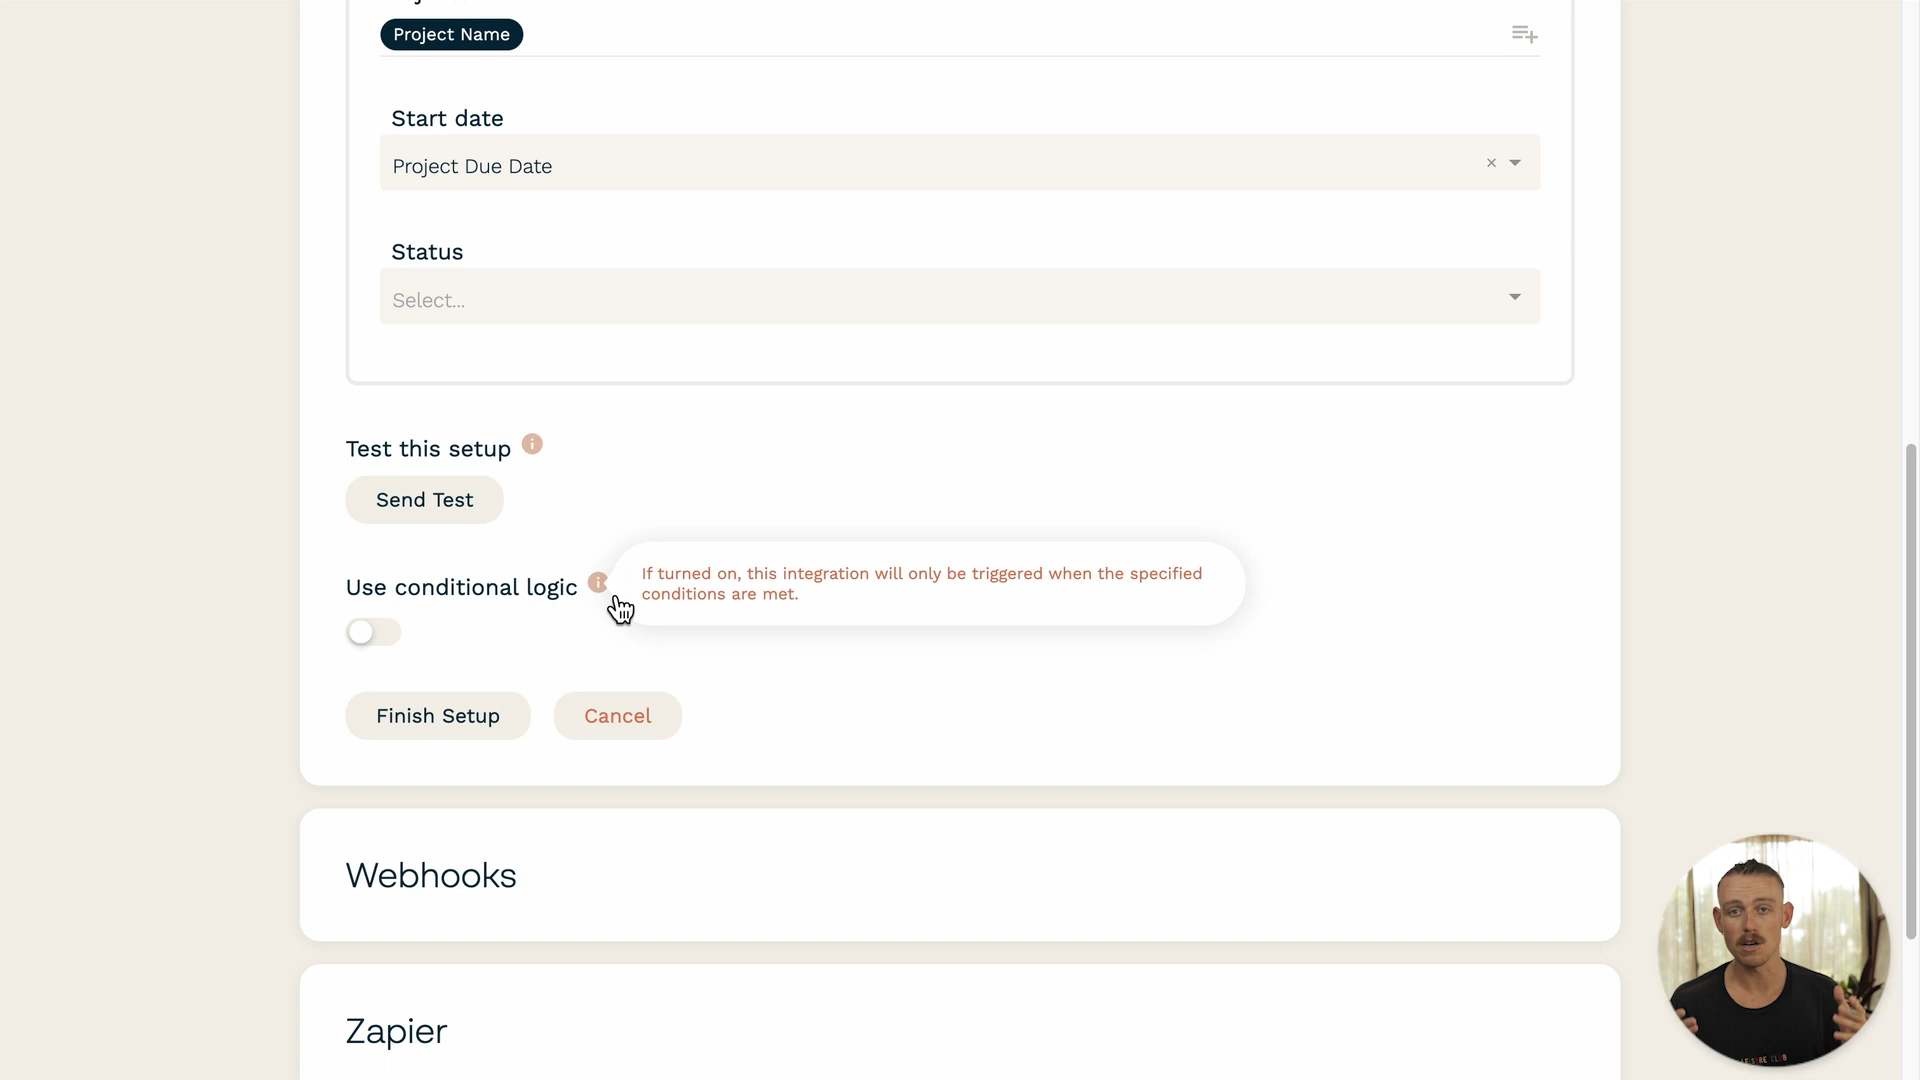 Project Name
Start date
Project Due Date
Status
Select...
Test this setup
Send Test
If turned on, this integration will only be triggered when the specified
conditions are met.
Use conditional logic
Finish Setup
Cancel
Webhooks
Zapier